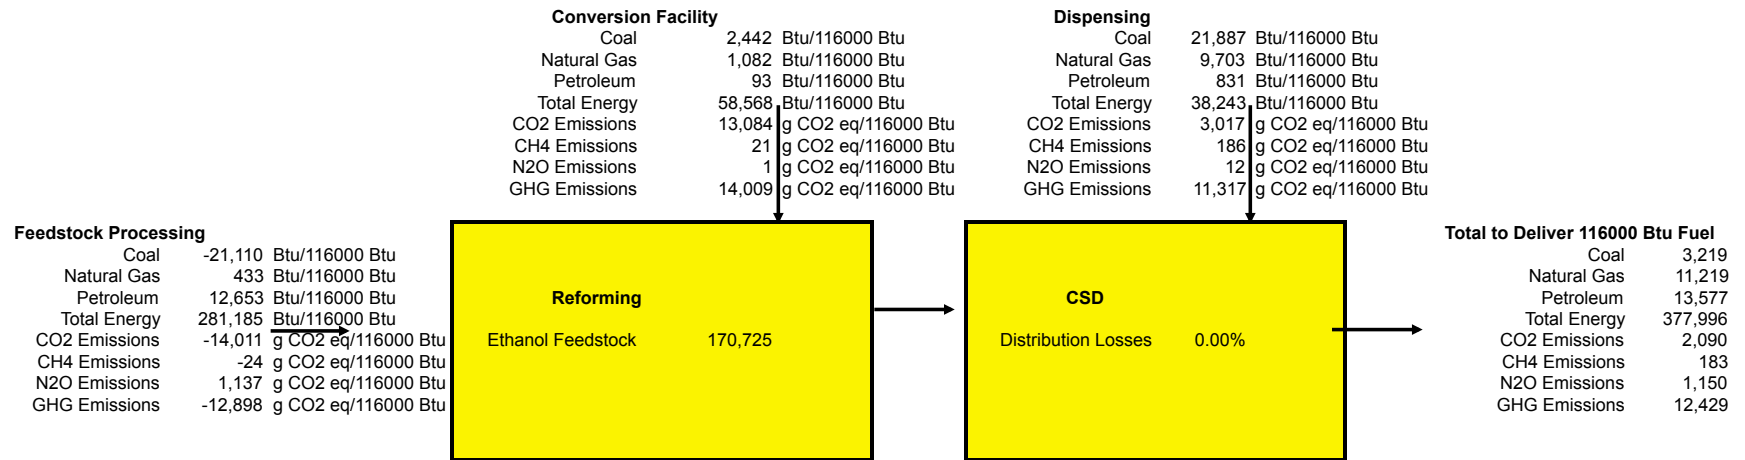 Conversion Facility
Coal 2,442 Btu/116000 Btu
Natural Gas 1,082 Btu/116000 Btu
Petroleum 93 Btu/116000 Btu
Total Energy 58,568 Btu/116000 Btu
CO2 Emissions 13,084 g CO2 eq/116000 Btu
CH4 Emissions 21 g CO2 eq/116000 Btu
N2O Emissions 1 g CO2 eq/116000 Btu
GHG Emissions 14,009 g CO2 eq/116000 Btu
Dispensing
Coal 21,887 Btu/116000 Btu
Natural Gas 9,703 Btu/116000 Btu
Petroleum 831 Btu/116000 Btu
Total Energy 38,243 Btu/116000 Btu
CO2 Emissions 3,017 g CO2 eq/116000 Btu
CH4 Emissions 186 g CO2 eq/116000 Btu
N2O Emissions 12 g CO2 eq/116000 Btu
GHG Emissions 11,317 g CO2 eq/116000 Btu
Feedstock Processing
Coal -21,110 Btu/116000 Btu
Natural Gas 433 Btu/116000 Btu
Petroleum 12,653 Btu/116000 Btu
Total Energy 281,185 Btu/116000 Btu
CO2 Emissions -14,011 g CO2 eq/116000 Btu
CH4 Emissions -24 g CO2 eq/116000 Btu
N2O Emissions 1,137 g CO2 eq/116000 Btu
GHG Emissions -12,898 g CO2 eq/116000 Btu
Reforming
Ethanol Feedstock 170,725
CSD
Distribution Losses 0.00%
Total to Deliver 116000 Btu Fuel
Coal 3,219
Natural Gas 11,219
Petroleum 13,577
Total Energy 377,996
CO2 Emissions 2,090
CH4 Emissions 183
N2O Emissions 1,150
GHG Emissions 12,429